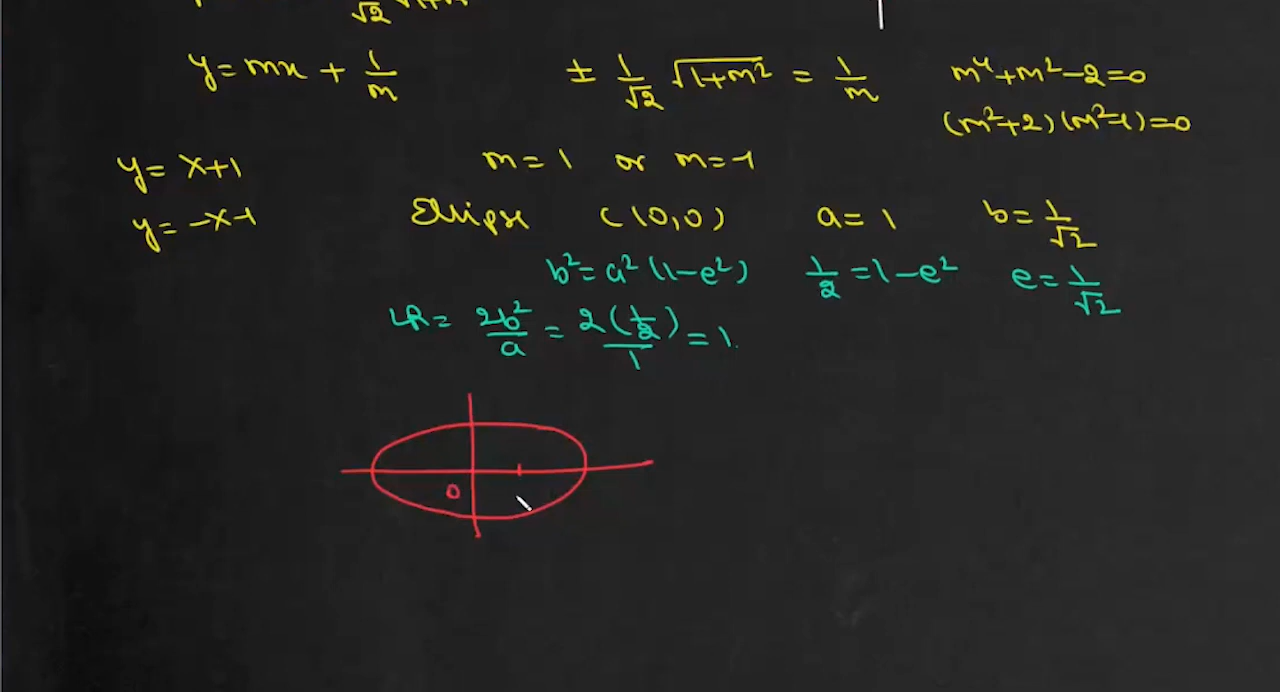 √2
y = mx + 1/m ± 1/√2 √1+m² = 1/m m⁴+m²-2=0
(m²+2)(m²-1)=0
y = x+1 m = 1 or m = -1
y = -x-1 Ellipse C(0,0) a = 1 b = 1/√2
b² = a²(1-e²) 1/2 = 1-e² e = 1/√2
LR = 2b²/a = 2(1/2)/1 = 1.
O